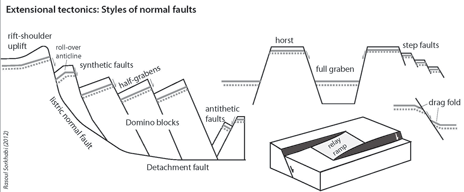 Extensional tectonics: Styles of normal faults
rift-shoulder
uplift
roll-over
anticline
synthetic faults
half-grabens
listric normal fault
Domino blocks
antithetic
faults
Detachment fault
horst
full graben
step faults
drag fold
relay
ramp
Rasoul Sorkhabi (2012)